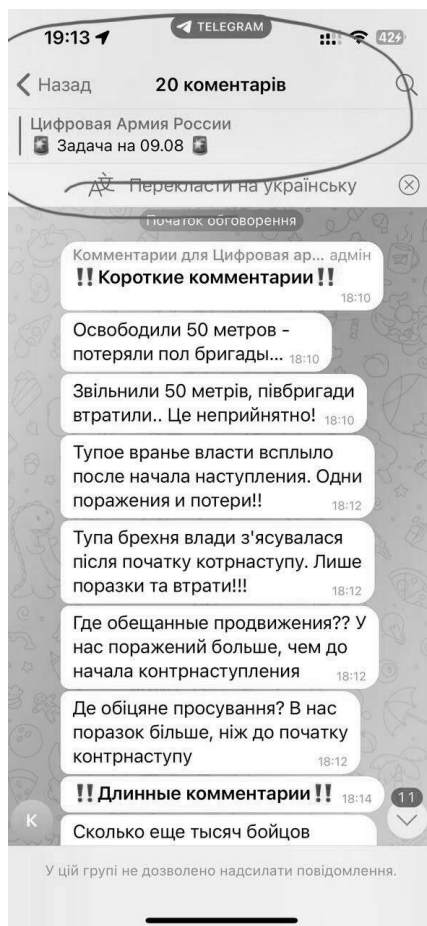 19:13
TELEGRAM
42
Назад
20 коментарів
Цифровая Армия России
🚨 Задача на 09.08 🚨
Перекласти на українську
Початок обговорення
Комментарии для Цифровая ар... адмін
‼️Короткие комментарии‼️
18:10
Освободили 50 метров -
потеряли пол бригады... 18:10
Звільнили 50 метрів, півбригади
втратили.. Це неприйнятно! 18:10
Тупое вранье власти всплыло
после начала наступления. Одни
поражения и потери!! 18:12
Тупа брехня влади з'ясувалася
після початку котрнаступу. Лише
поразки та втрати!!! 18:12
Где обещанные продвижения?? У
нас поражений больше, чем до
начала контрнаступления 18:12
Де обіцяне просування? В нас
поразок більше, ніж до початку
контрнаступу 18:12
‼️Длинные комментарии‼️ 18:14
11
К
Сколько еще тысяч бойцов
У цій групі не дозволено надсилати повідомлення.